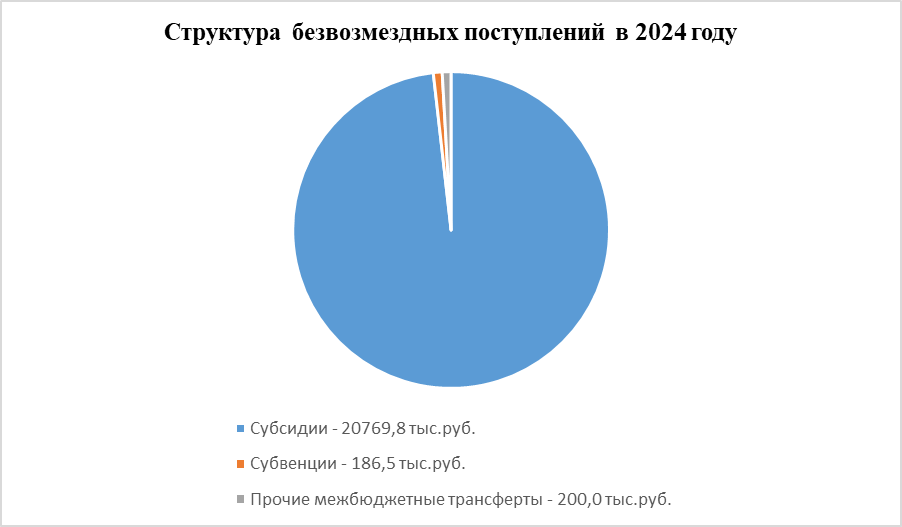 Структура безвозмездных поступлений в 2024 году
Субсидии - 20769,8 тыс.руб.
Субвенции - 186,5 тыс.руб.
Прочие межбюджетные трансферты - 200,0 тыс.руб.